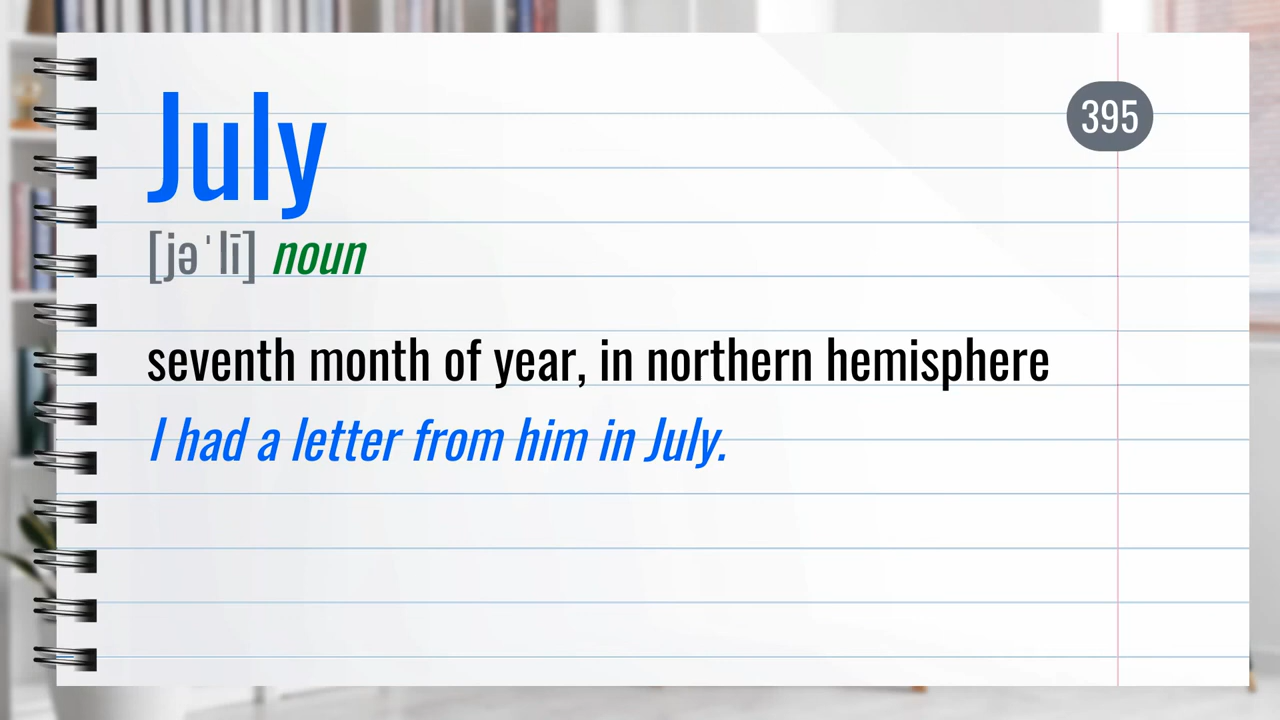 July
395
[jəˈlī] noun
seventh month of year, in northern hemisphere
I had a letter from him in July.